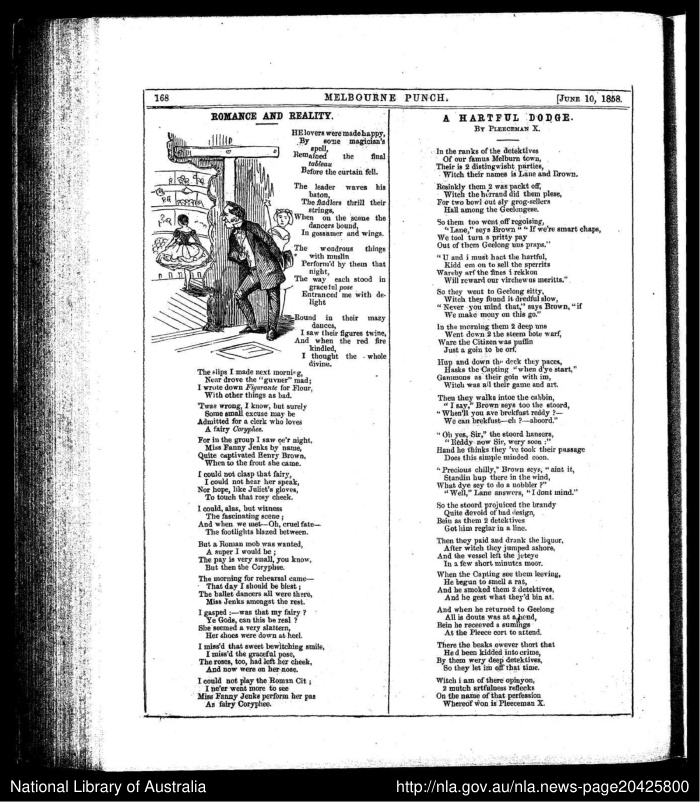 168
MELBOURNE PUNCH.
[JUNE 10, 1858.
ROMANCE AND REALITY.
HE lovers were made happy,
By some magician's
spell,
Remained the final
tableau
Before the curtain fell.
The leader waves his
baton,
The fiddlers thrill their
strings,
When on the scene the
dancers bound,
In gossamer and wings.
The wondrous things
with muslin
Perform'd by them that
night,
The way each stood in
graceful pose
Entranced me with de-
light
Round in their mazy
dances,
I saw their figures twine,
And when the red fire
kindled,
I thought the whole
divine.
The slips I made next morning,
Near drove the "guvner" mad;
I wrote down Figurante for Flour,
With other things as bad.
'Twas wrong, I know, but surely
Some small excuse may be
Admitted for a clerk who loves
A fairy Coryphee.
For in the group I saw ee'r night,
Miss Fanny Jenks by name,
Quite captivated Henry Brown,
When to the front she came.
I could not clasp that fairy,
I could not hear her speak,
Nor hope, like Juliet's gloves,
To touch that rosy cheek.
I could, alas, but witness
The fascinating scene;
And when we met—Oh, cruel fate—
The footlights blazed between.
But a Roman mob was wanted,
A super I would be;
The pay is very small, you know,
But then the Coryphee.
The morning for rehearsal came—
That day I should be blest;
The ballet dancers all were there,
Miss Jenks amongst the rest.
I gasped:—was that my fairy?
Ye Gods, can this be real?
She seemed a very slattern,
Her shoes were down at heel.
I miss'd that sweet bewitching smile,
I miss'd the graceful pose,
The roses, too, had left her cheek,
And now were on her nose.
I could not play the Roman Cit;
I ne'er went more to see
Miss Fanny Jenks perform her pas
As fairy Coryphee.
A HARTFUL DODGE.
BY PLEECEMAN X.
In the ranks of the detektives
Of our famus Melburn town,
Their is 2 distingwisht parties,
Witch their names is Lane and Brown.
Resinkly them 2 was packt off,
Witch the herrand did them plese,
For two bowl out sly grog-sellers
Hall among the Geelongese.
So them too went off regoising,
"Lane," seys Brown "If we're smart chaps,
We tool turn a pritty pay
Out of them Geelong uns praps."
"U and i must hact the hartful,
Kidd em on to sell the sperrits
Wareby arf the fines i rekkon
Will reward our virchewus meritts."
So they went to Geelong sitty,
Witch they found it dredful slow,
"Never you mind that," says Brown, "if
We make mony on this go."
In the morning them 2 deep uns
Went down 2 the steem bote warf,
Ware the Citizen was puffin
Just a goin to be orf.
Hup and down the deck they paces,
Hasks the Capting "when d'ye start,"
Gammons as their goin with im,
Witch was all their game and art.
Then they walks intoe the cabbin,
"I say," Brown seys too the stoord,
"When'll you ave brekfust reddy?—
We can brekfust—eh?—aboord."
"Oh yes, Sir," the stoord hansers,
"Reddy now Sir, wery soon:"
Hand he thinks they 've took their passage
Does this simple minded coon.
"Precious chilly," Brown seys, "aint it,
Standin hup there in the wind,
What dye sey to do a nobbler?"
"Well," Lane answers, "I dont mind."
So the stoord projuiced the brandy
Quite devoid of bad design,
Bein as them 2 detektives
Got him reglar in a line.
Then they paid and drank the liquor,
After witch they jumped ashore,
And the vessel left the jeteye
In a few short minutes moor.
When the Capting see them leeving,
He begun to smell a rat,
And he smoked them 2 detektives,
And he gest what they'd bin at.
And when he returned to Geelong
All is douts was at a hend,
Bein he receeved a sumings
At the Pleece cort to attend.
There the beaks owever thort that
He'd been kidded into crime,
By them wery deep detektives,
So they let im off that time.
Witch i am of there opinyon,
2 mutch artfulness reflecks
On the name of that perfession
Whereof won is Pleeceman X.
National Library of Australia
http://nla.gov.au/nla.news-page20425800